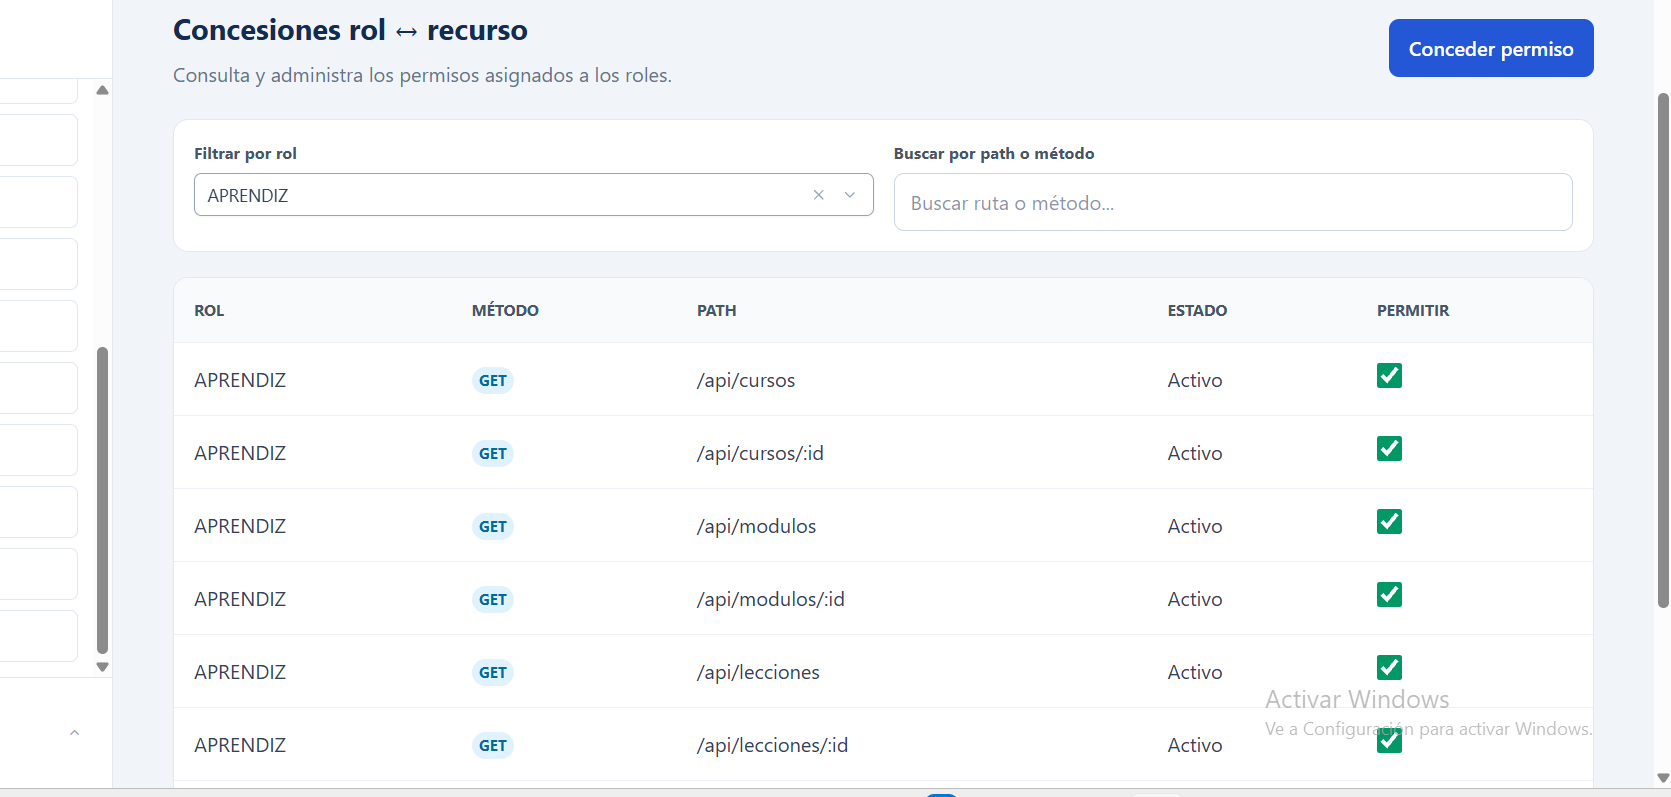 Concesiones rol ↔ recurso
Consulta y administra los permisos asignados a los roles.
Conceder permiso
Filtrar por rol
APRENDIZ
Buscar por path o método
Buscar ruta o método...
ROL MÉTODO PATH ESTADO PERMITIR
APRENDIZ GET /api/cursos Activo
APRENDIZ GET /api/cursos/:id Activo
APRENDIZ GET /api/modulos Activo
APRENDIZ GET /api/modulos/:id Activo
APRENDIZ GET /api/lecciones Activo
APRENDIZ GET /api/lecciones/:id Activo
Activar Windows
Ve a Configuración para activar Windows.